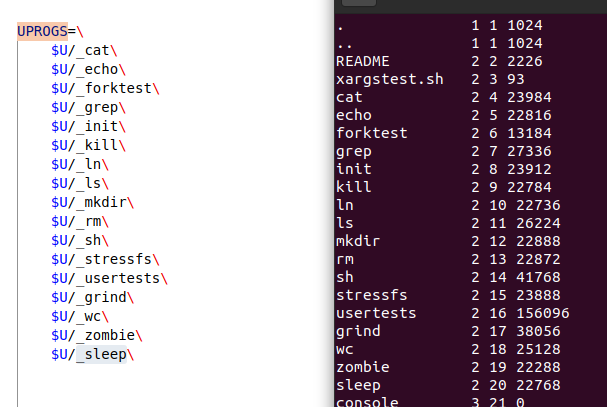 UPROGS=\
$U/_cat\
$U/_echo\
$U/_forktest\
$U/_grep\
$U/_init\
$U/_kill\
$U/_ln\
$U/_ls\
$U/_mkdir\
$U/_rm\
$U/_sh\
$U/_stressfs\
$U/_usertests\
$U/_grind\
$U/_wc\
$U/_zombie\
$U/_sleep\
. 1 1 1024
.. 1 1 1024
README 2 2 2226
xargstest.sh 2 3 93
cat 2 4 23984
echo 2 5 22816
forktest 2 6 13184
grep 2 7 27336
init 2 8 23912
kill 2 9 22784
ln 2 10 22736
ls 2 11 26224
mkdir 2 12 22888
rm 2 13 22872
sh 2 14 41768
stressfs 2 15 23888
usertests 2 16 156096
grind 2 17 38056
wc 2 18 25128
zombie 2 19 22288
sleep 2 20 22768
console 3 21 0